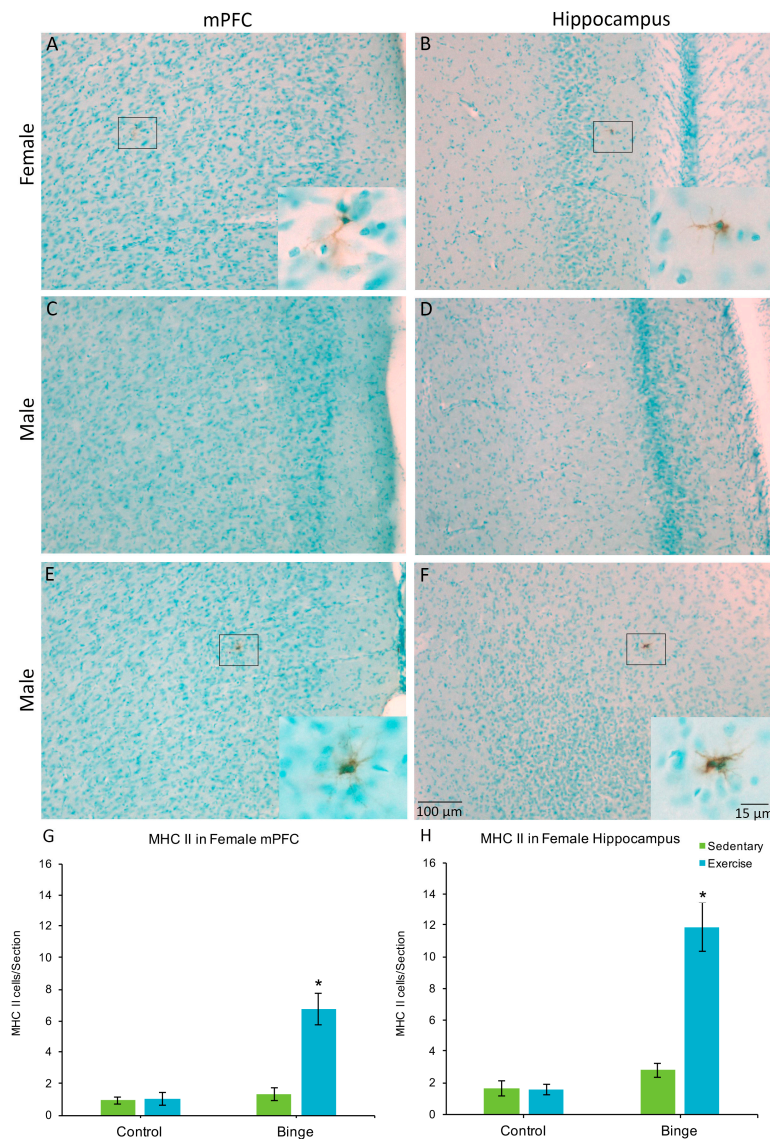 mPFC
Hippocampus
Female
A
B
Male
C
D
Male
E
F
100 μm
15 μm
G
MHC II in Female mPFC
MHC II cells/Section
16
14
12
10
8
6
4
2
0
*
Control
Binge
H
MHC II in Female Hippocampus
Sedentary
Exercise
MHC II cells/Section
16
14
12
10
8
6
4
2
0
*
Control
Binge